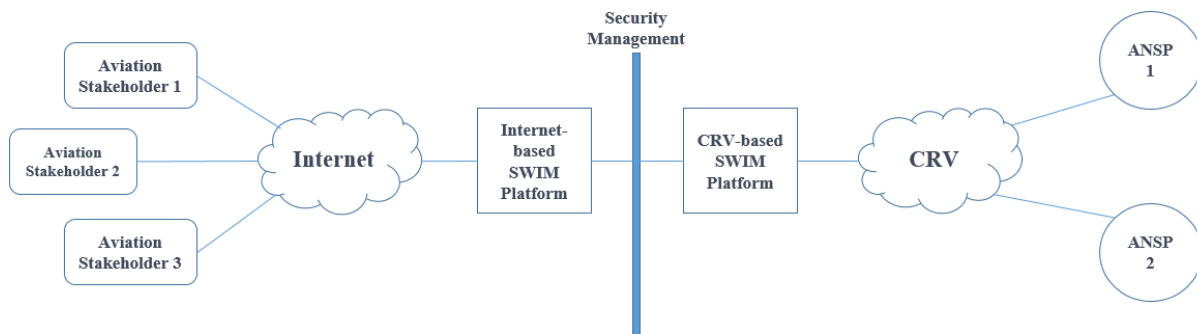 Security
Management
Aviation
Stakeholder 1
Aviation
Stakeholder 2
Aviation
Stakeholder 3
Internet
Internet-
based
SWIM
Platform
CRV-based
SWIM
Platform
CRV
ANSP
1
ANSP
2